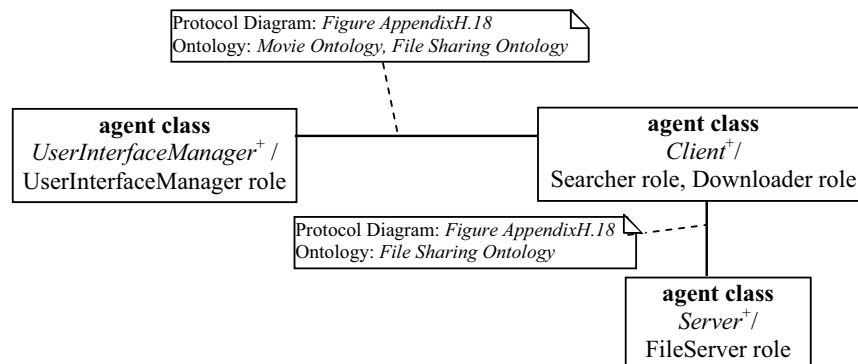 Protocol Diagram: Figure AppendixH.18
Ontology: Movie Ontology, File Sharing Ontology
agent class
UserInterfaceManager+ /
UserInterfaceManager role
agent class
Client+/
Searcher role, Downloader role
Protocol Diagram: Figure AppendixH.18
Ontology: File Sharing Ontology
agent class
Server+/
FileServer role